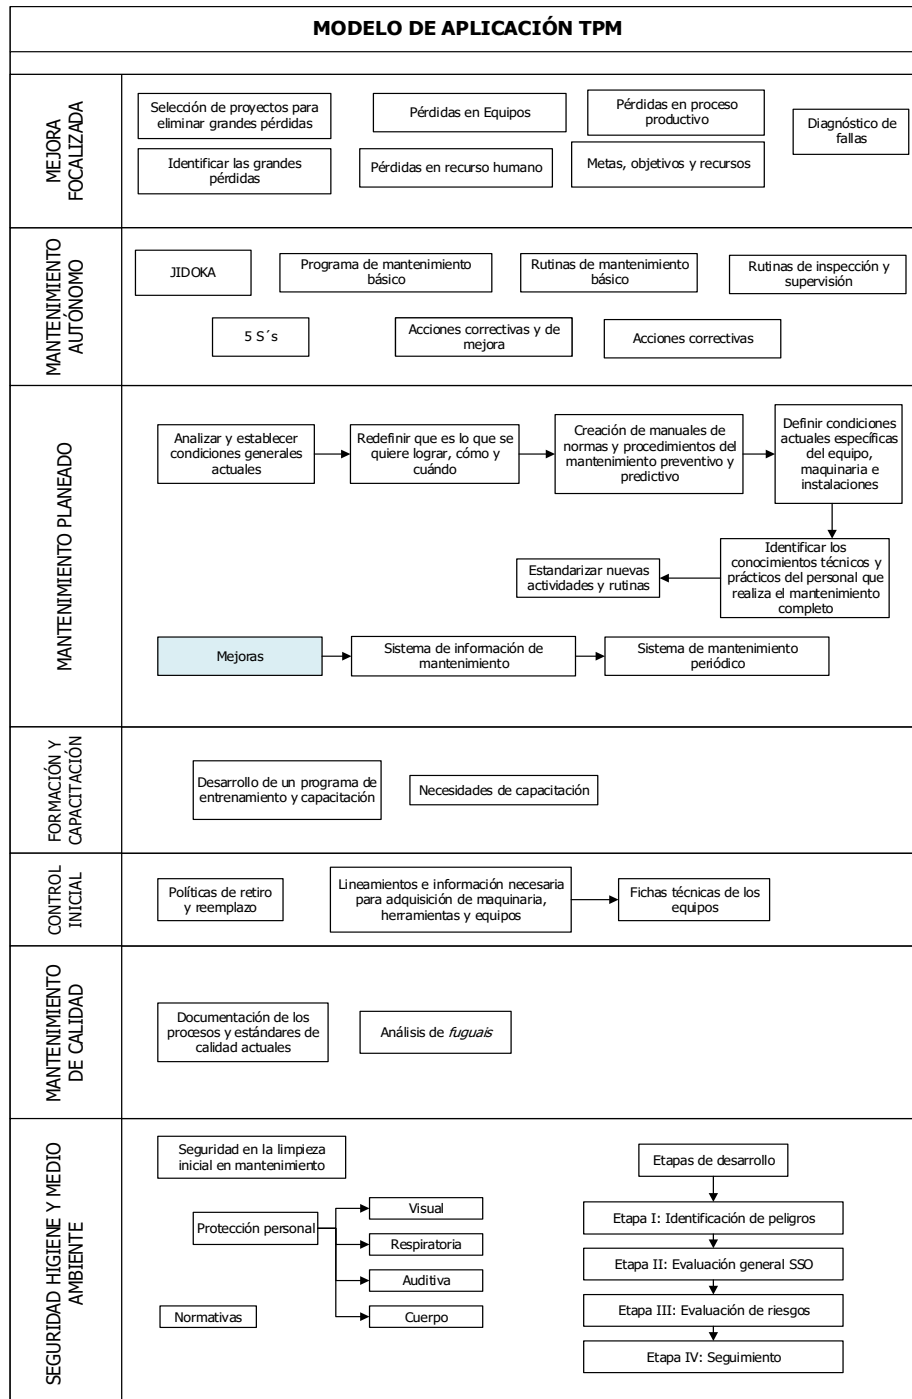 MODELO DE APLICACIÓN TPM
MEJORA
FOCALIZADA
Selección de proyectos para
eliminar grandes pérdidas
Pérdidas en Equipos
Pérdidas en proceso
productivo
Diagnóstico de
fallas
Identificar las grandes
pérdidas
Pérdidas en recurso humano
Metas, objetivos y recursos
MANTENIMIENTO
AUTÓNOMO
JIDOKA
Programa de mantenimiento
básico
Rutinas de mantenimiento
básico
Rutinas de inspección y
supervisión
5 S´s
Acciones correctivas y de
mejora
Acciones correctivas
MANTENIMIENTO PLANEADO
Analizar y establecer
condiciones generales
actuales
Redefinir que es lo que se
quiere lograr, cómo y
cuándo
Creación de manuales de
normas y procedimientos del
mantenimiento preventivo y
predictivo
Definir condiciones
actuales específicas
del equipo,
maquinaria e
instalaciones
Identificar los
conocimientos técnicos y
prácticos del personal que
realiza el mantenimiento
completo
Estandarizar nuevas
actividades y rutinas
Mejoras
Sistema de información de
mantenimiento
Sistema de mantenimiento
periódico
FORMACIÓN Y
CAPACITACIÓN
Desarrollo de un programa de
entrenamiento y capacitación
Necesidades de capacitación
CONTROL
INICIAL
Políticas de retiro
y reemplazo
Lineamientos e información necesaria
para adquisición de maquinaria,
herramientas y equipos
Fichas técnicas de los
equipos
MANTENIMIENTO
DE CALIDAD
Documentación de los
procesos y estándares de
calidad actuales
Análisis de fuguais
SEGURIDAD HIGIENE Y MEDIO
AMBIENTE
Seguridad en la limpieza
inicial en mantenimiento
Protección personal
Visual
Respiratoria
Auditiva
Cuerpo
Normativas
Etapas de desarrollo
Etapa I: Identificación de peligros
Etapa II: Evaluación general SSO
Etapa III: Evaluación de riesgos
Etapa IV: Seguimiento